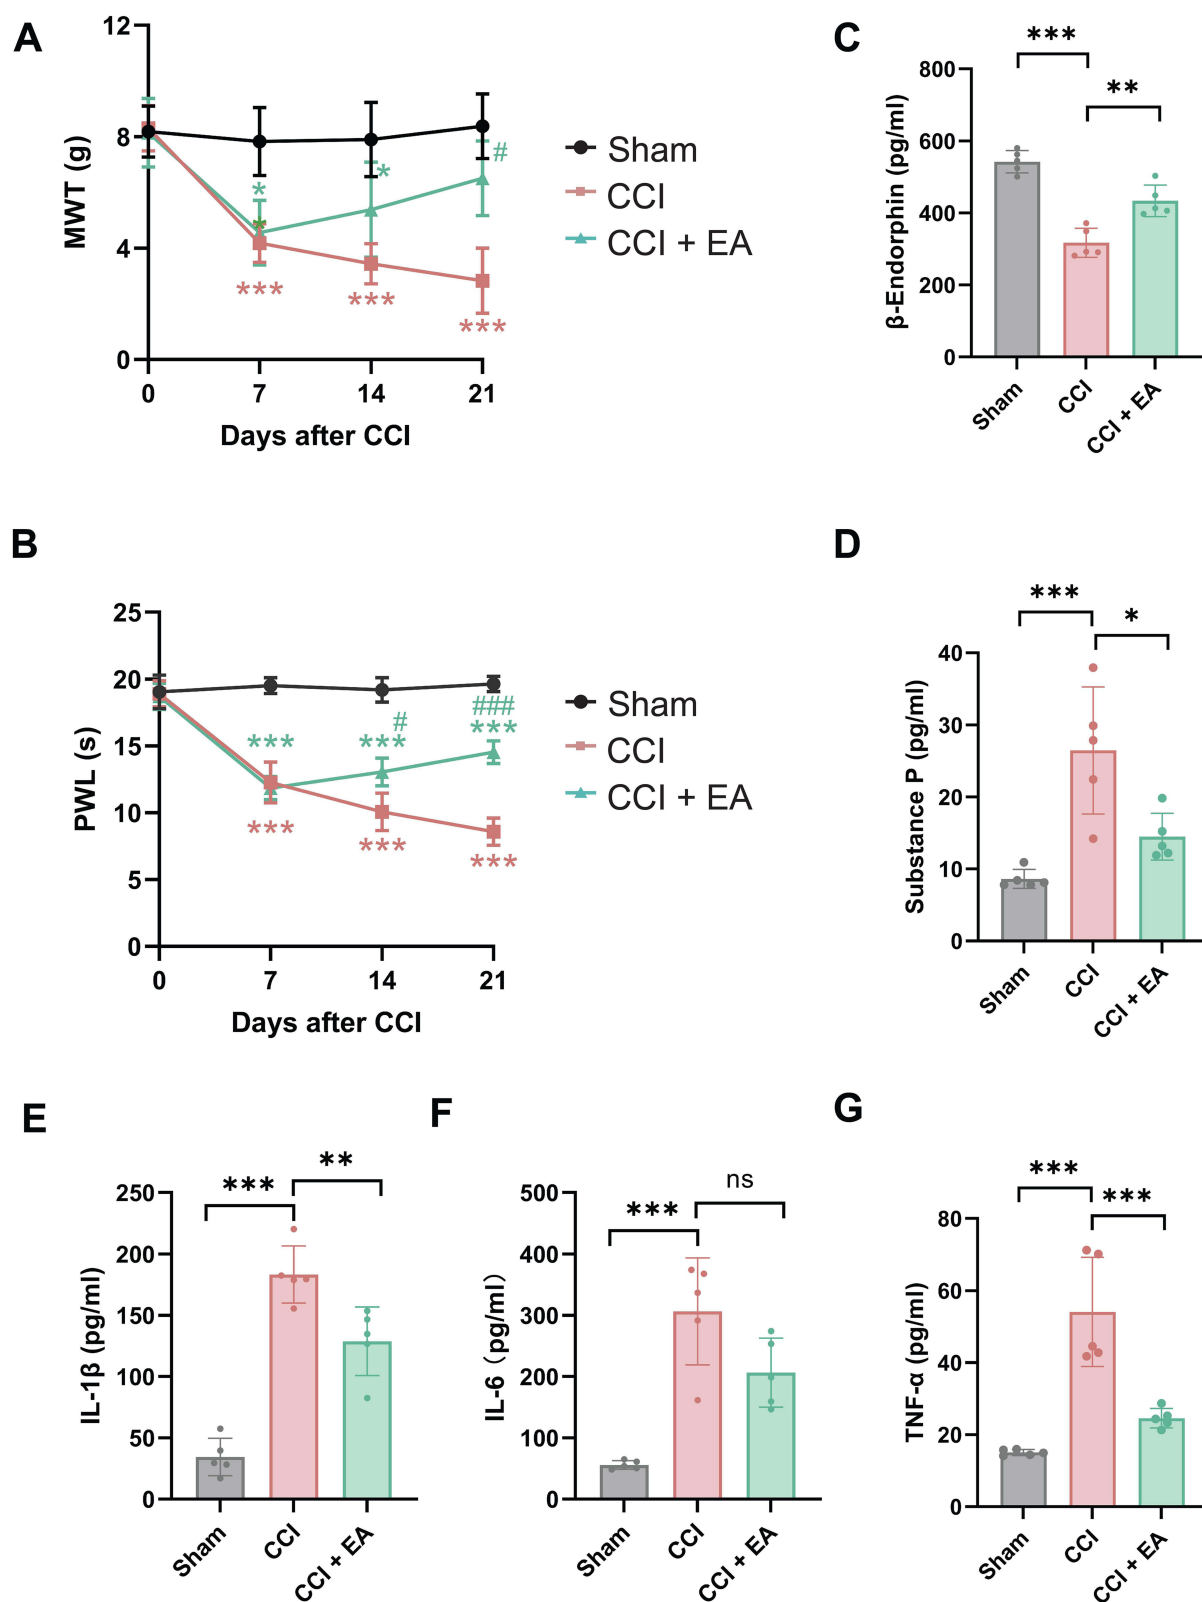 A
12
8
4
0
MWT (g)
*
*
#
*
***
***
***
0 7 14 21
Days after CCI
Sham
CCI
CCI + EA
B
25
20
15
10
5
0
PWL (s)
***
#
***
###
***
***
***
***
0 7 14 21
Days after CCI
Sham
CCI
CCI + EA
C
***
**
800
600
400
200
0
β-Endorphin (pg/ml)
Sham
CCI
CCI + EA
D
***
*
40
30
20
10
0
Substance P (pg/ml)
Sham
CCI
CCI + EA
E
***
**
250
200
150
100
50
0
IL-1β (pg/ml)
Sham
CCI
CCI + EA
F
***
ns
500
400
300
200
100
0
IL-6（pg/ml）
Sham
CCI
CCI + EA
G
***
***
80
60
40
20
0
TNF-α (pg/ml)
Sham
CCI
CCI + EA